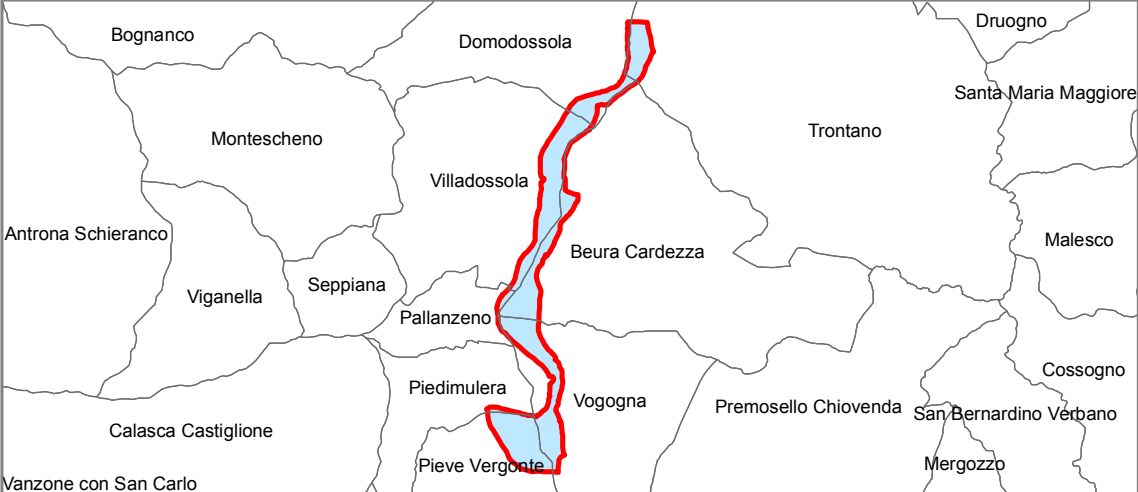 Druogno
Bognanco
Domodossola
Santa Maria Maggiore
Trontano
Montescheno
Villadossola
Antrona Schieranco
Malesco
Beura Cardezza
Seppiana
Viganella
Pallanzeno
Cossogno
Piedimulera
Vogogna
Premosello Chiovenda
San Bernardino Verbano
Calasca Castiglione
Mergozzo
Pieve Vergonte
Vanzone con San Carlo